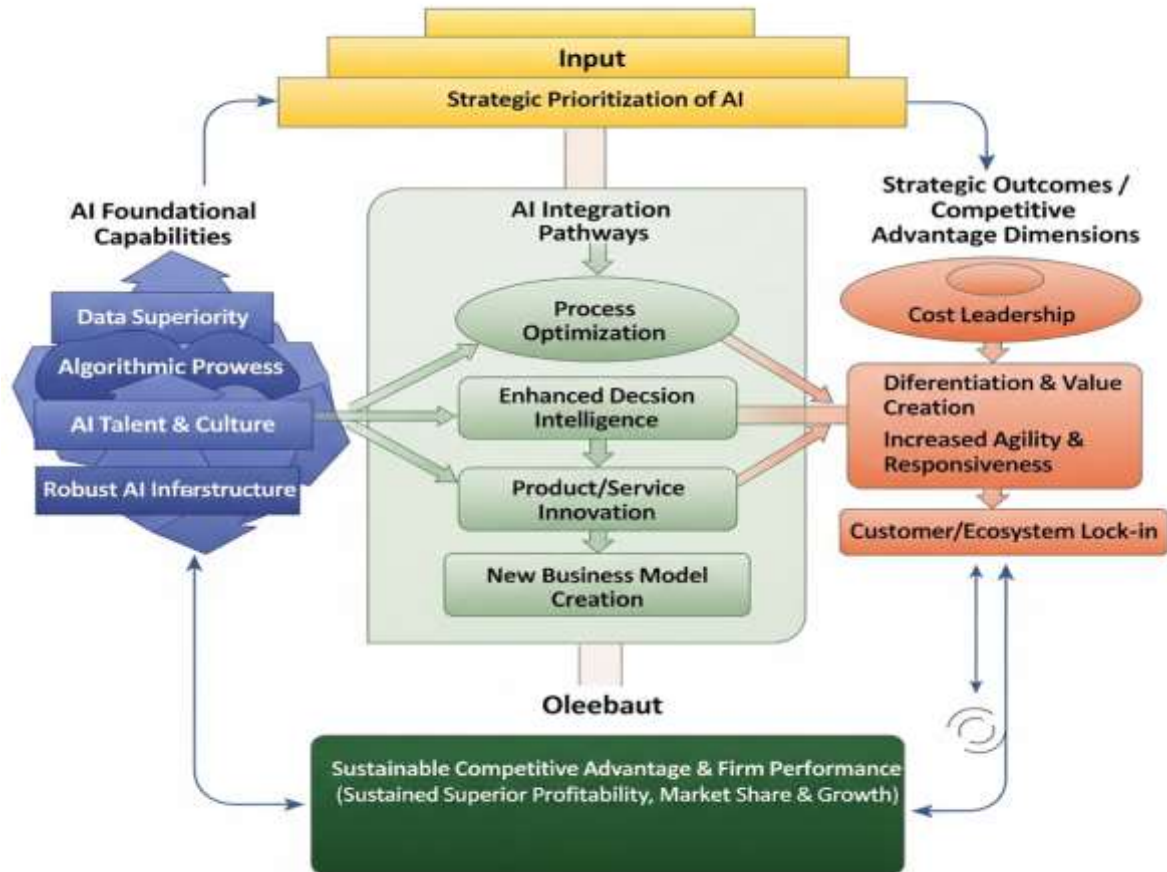 Input
Strategic Prioritization of AI
AI Foundational
Capabilities
Data Superiority
Algorithmic Prowess
AI Talent & Culture
Robust AI Inferstructure
AI Integration
Pathways
Process
Optimization
Enhanced Decsion
Intelligence
Product/Service
Innovation
New Business Model
Creation
Strategic Outcomes /
Competitive
Advantage Dimensions
Cost Leadership
Diferentiation & Value
Creation
Increased Agility &
Responsiveness
Customer/Ecosystem Lock-in
Oleebaut
Sustainable Competitive Advantage & Firm Performance
(Sustained Superior Profitability, Market Share & Growth)